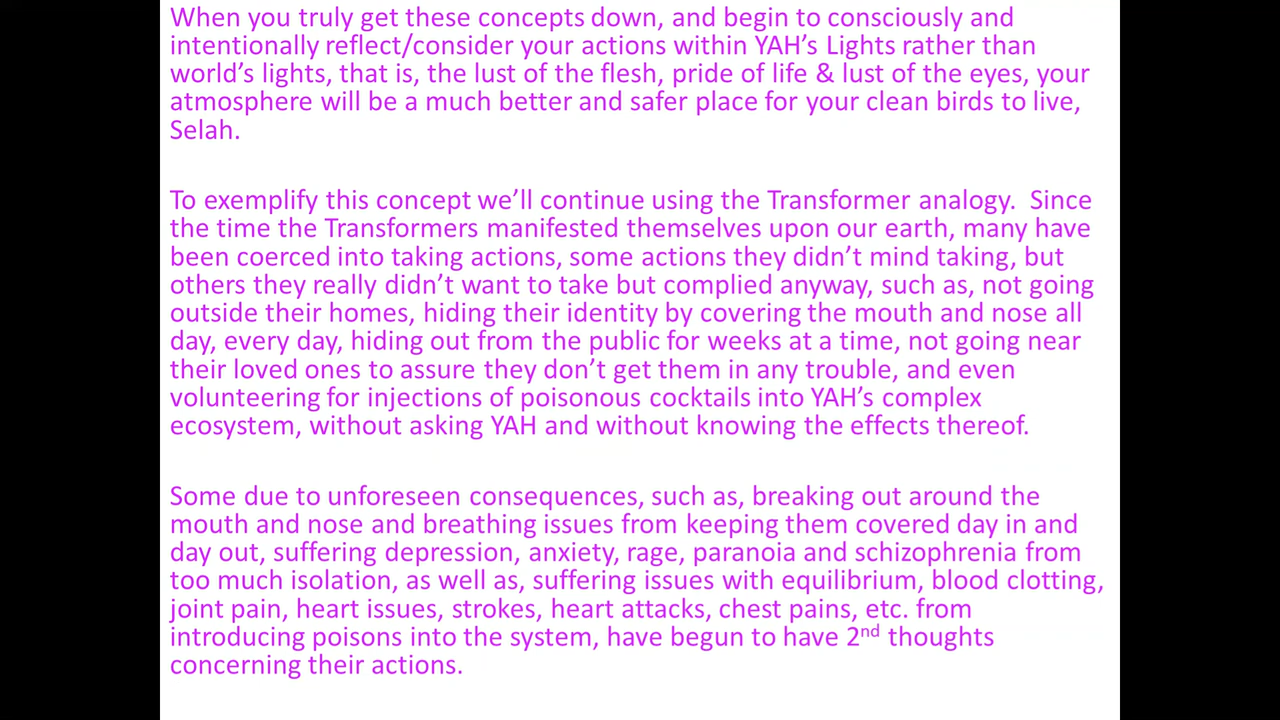 When you truly get these concepts down, and begin to consciously and
intentionally reflect/consider your actions within YAH’s Lights rather than
world’s lights, that is, the lust of the flesh, pride of life & lust of the eyes, your
atmosphere will be a much better and safer place for your clean birds to live,
Selah.
To exemplify this concept we’ll continue using the Transformer analogy.  Since
the time the Transformers manifested themselves upon our earth, many have
been coerced into taking actions, some actions they didn’t mind taking, but
others they really didn’t want to take but complied anyway, such as, not going
outside their homes, hiding their identity by covering the mouth and nose all
day, every day, hiding out from the public for weeks at a time, not going near
their loved ones to assure they don’t get them in any trouble, and even
volunteering for injections of poisonous cocktails into YAH’s complex
ecosystem, without asking YAH and without knowing the effects thereof.
Some due to unforeseen consequences, such as, breaking out around the
mouth and nose and breathing issues from keeping them covered day in and
day out, suffering depression, anxiety, rage, paranoia and schizophrenia from
too much isolation, as well as, suffering issues with equilibrium, blood clotting,
joint pain, heart issues, strokes, heart attacks, chest pains, etc. from
introducing poisons into the system, have begun to have 2nd thoughts
concerning their actions.